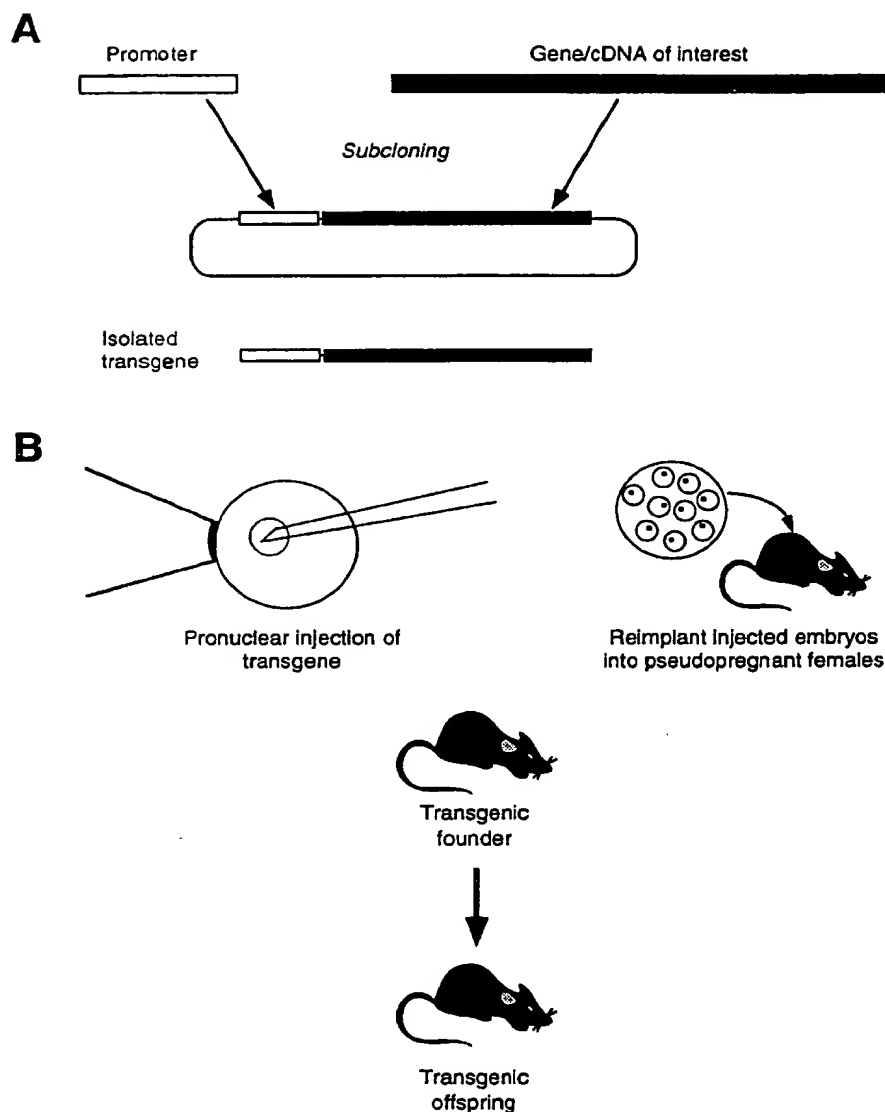 A
Promoter
Gene/cDNA of interest
Subcloning
Isolated
transgene
B
Pronuclear injection of
transgene
Reimplant injected embryos
into pseudopregnant females
Transgenic
founder
Transgenic
offspring